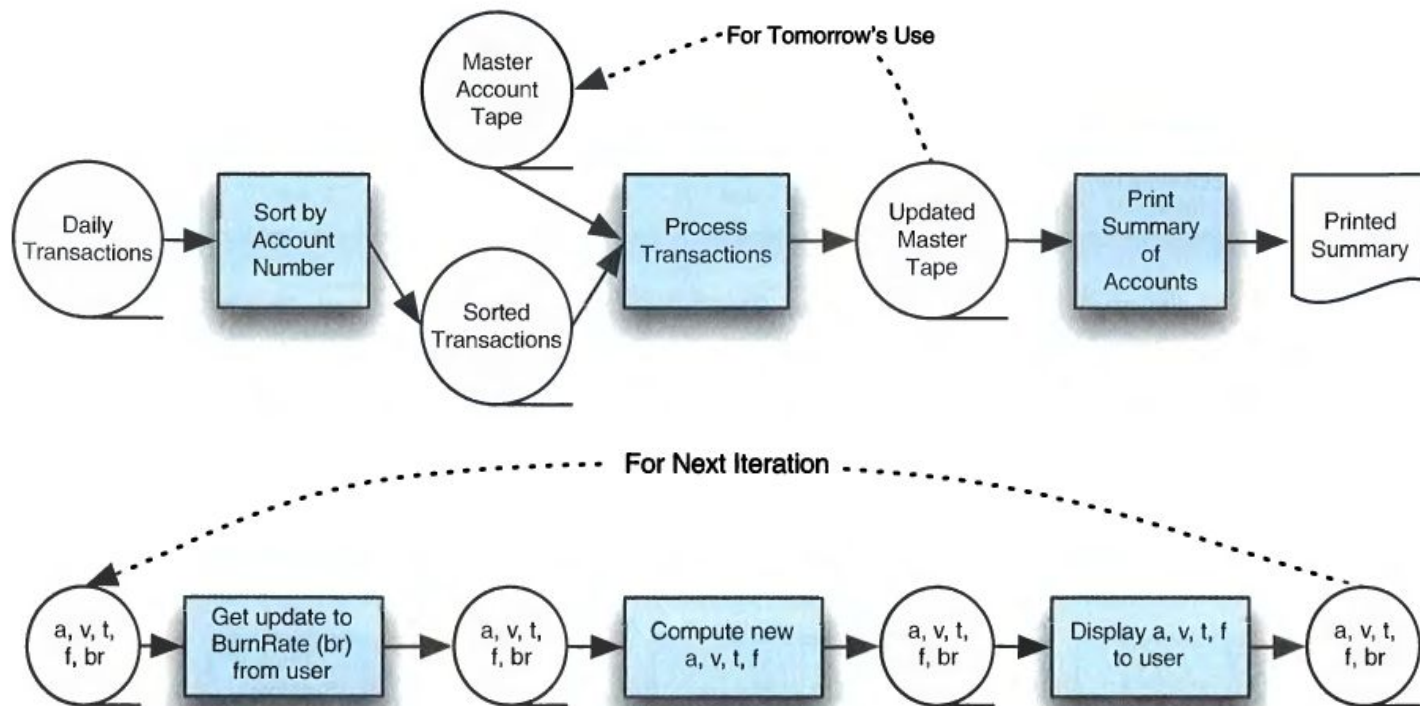 For Tomorrow's Use
Master
Account
Tape
Daily
Transactions
Sort by
Account
Number
Sorted
Transactions
Process
Transactions
Updated
Master
Tape
Print
Summary
of
Accounts
Printed
Summary
For Next Iteration
a, v, t,
f, br
Get update to
BurnRate (br)
from user
a, v, t,
f, br
Compute new
a, v, t, f
a, v, t,
f, br
Display a, v, t, f
to user
a, v, t,
f, br